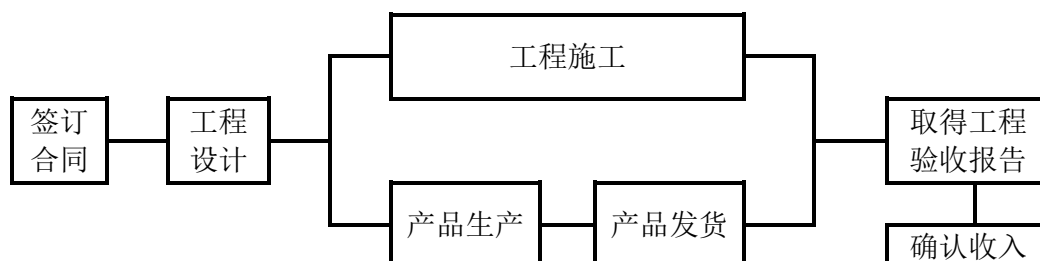 签订
合同
工程
设计
工程施工
产品生产
产品发货
取得工程
验收报告
确认收入